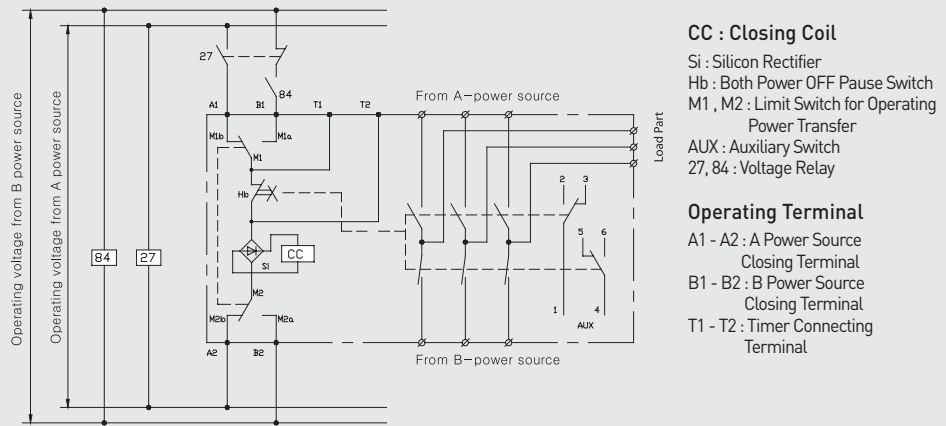 Operating voltage from B power source
Operating voltage from A power source
84
27
27
84
A1
B1
T1
T2
M1b
M1a
M1
Hb
CC
Si
M2
M2b
M2a
A2
B2
From A-power source
Load Part
2
3
5
6
1
4
AUX
From B-power source
CC : Closing Coil
Si : Silicon Rectifier
Hb : Both Power OFF Pause Switch
M1 , M2 : Limit Switch for Operating
Power Transfer
AUX : Auxiliary Switch
27, 84 : Voltage Relay
Operating Terminal
A1 - A2 : A Power Source
Closing Terminal
B1 - B2 : B Power Source
Closing Terminal
T1 - T2 : Timer Connecting
Terminal